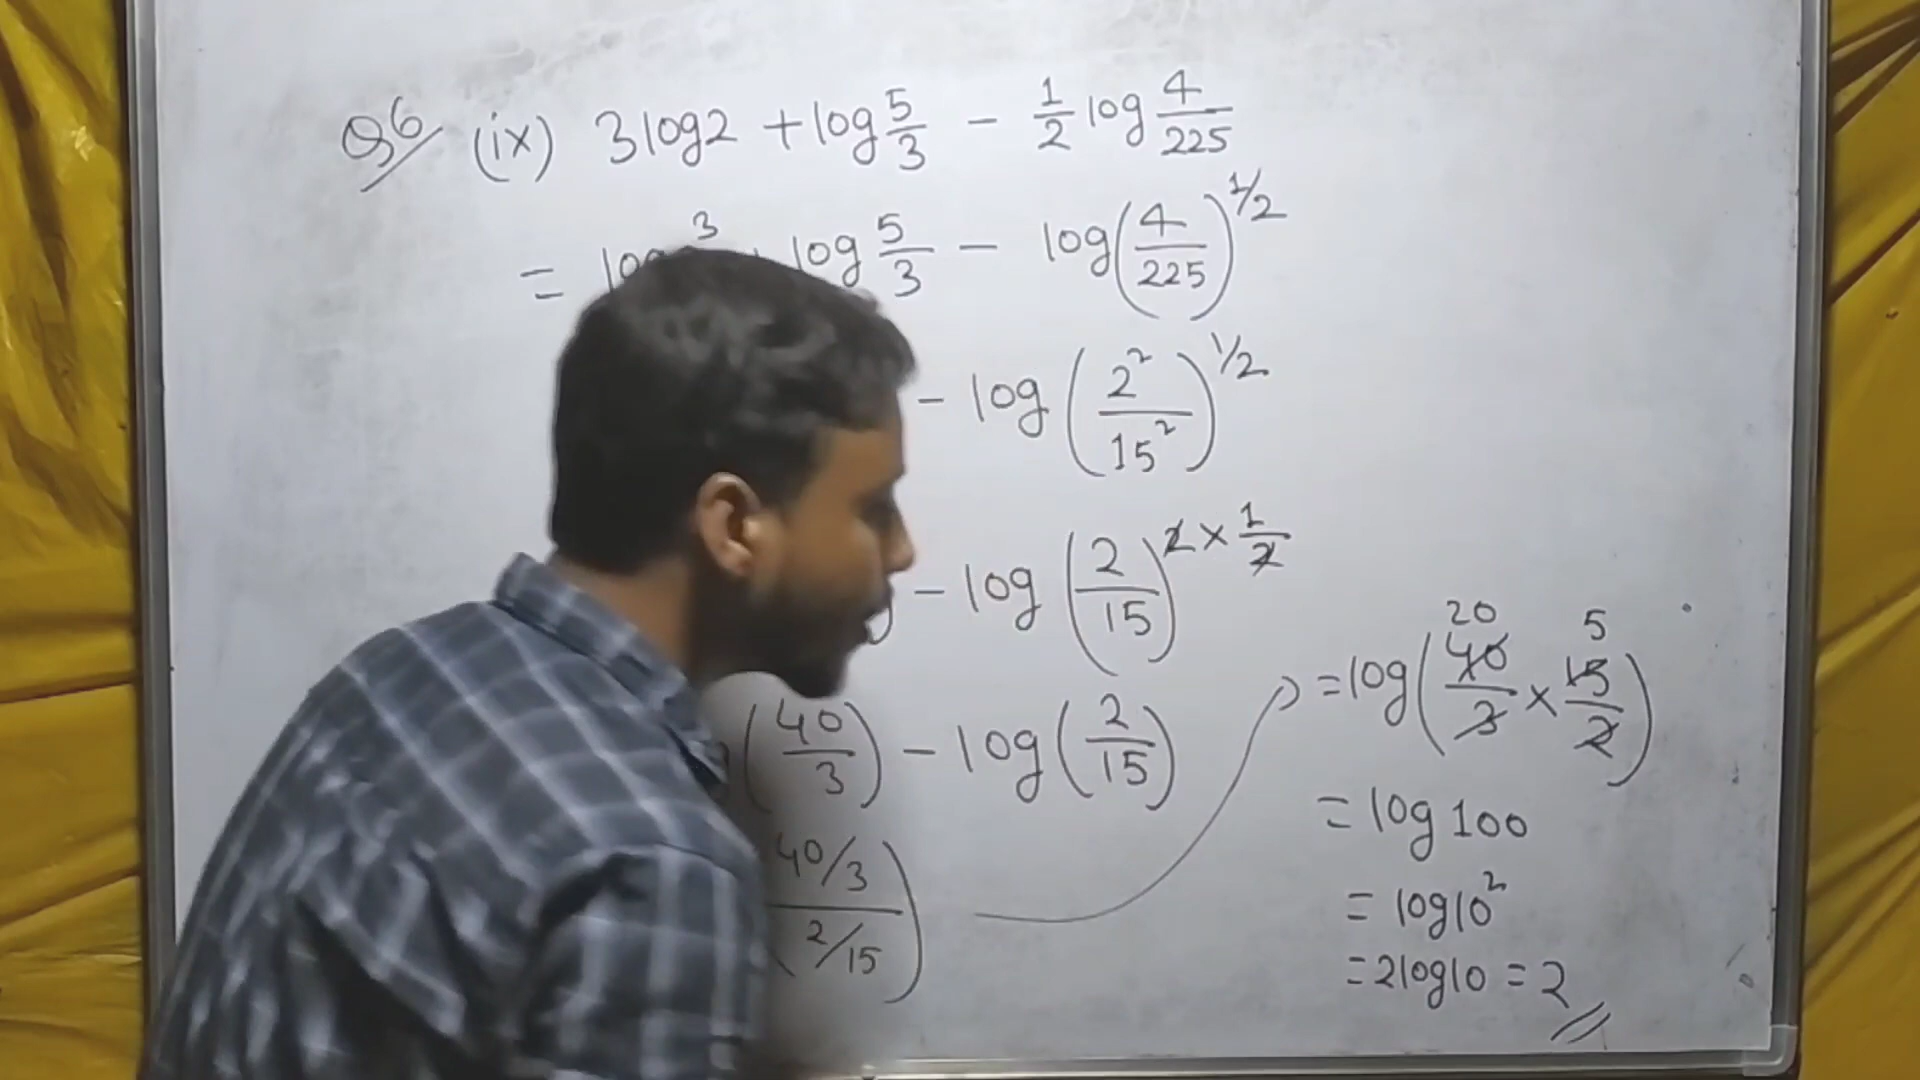 Q6 (ix) 3log2 + log 5/3 - 1/2 log 4/225
= log 3 + log 5/3 - log(4/225)^1/2
- log(2²/15²)^1/2
- log(2/15)^2×1/2
(40/3) - log(2/15)
40/3 / 2/15)
20 5
= log(40/3 × 15/2)
= log 100
= log10²
= 2log10 = 2